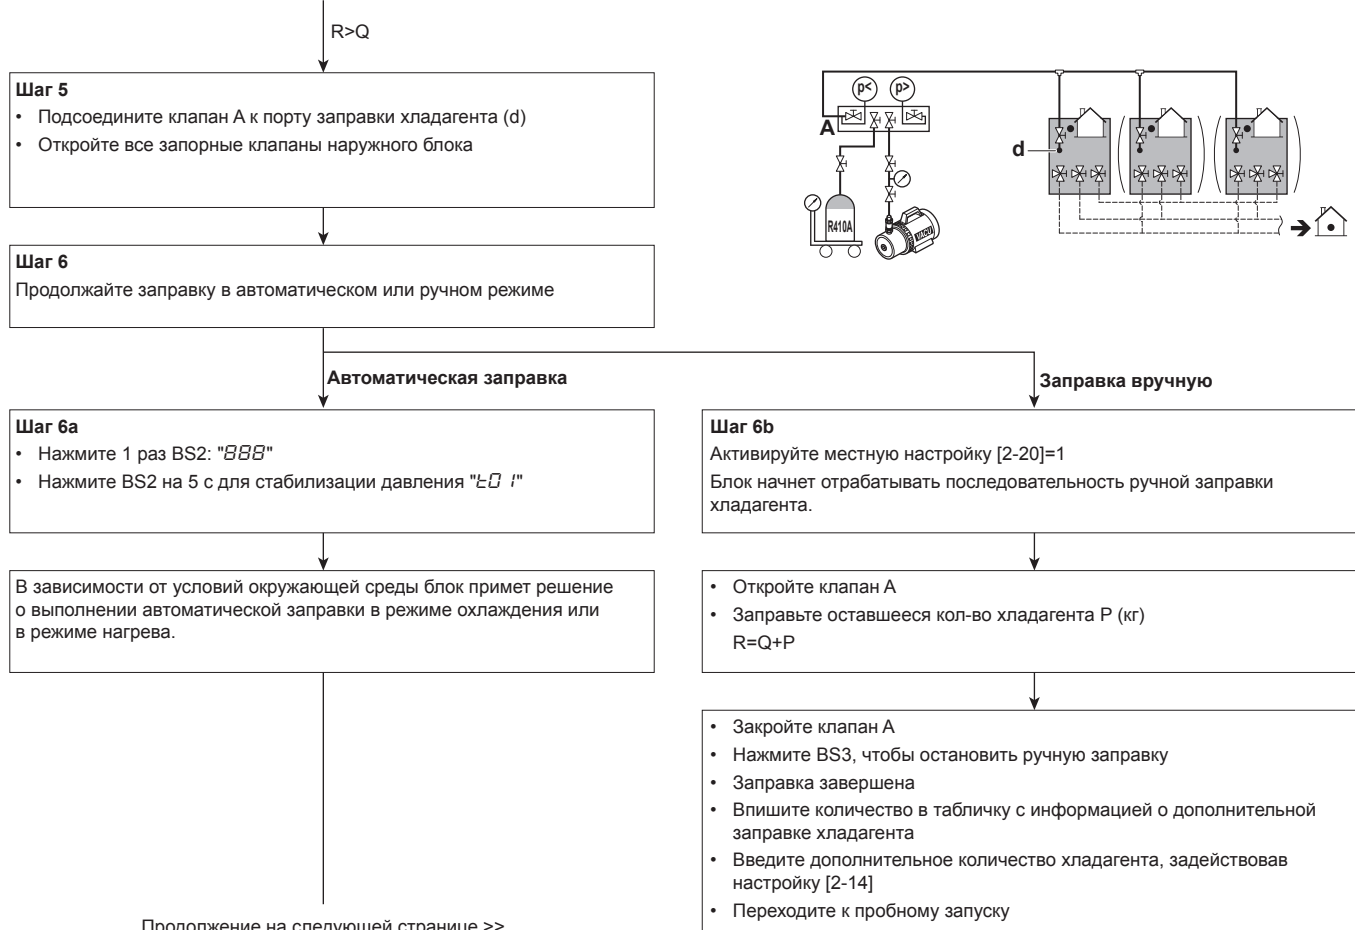 R>Q
Шаг 5
• Подсоедините клапан A к порту заправки хладагента (d)
• Откройте все запорные клапаны наружного блока
p<
p>
A
d
R410A
VACU
Шаг 6
Продолжайте заправку в автоматическом или ручном режиме
Автоматическая заправка
Заправка вручную
Шаг 6a
• Нажмите 1 раз BS2: "888"
• Нажмите BS2 на 5 с для стабилизации давления "t01"
В зависимости от условий окружающей среды блок примет решение
о выполнении автоматической заправки в режиме охлаждения или
в режиме нагрева.
Продолжение на следующей странице >>
Шаг 6b
Активируйте местную настройку [2-20]=1
Блок начнет отрабатывать последовательность ручной заправки
хладагента.
• Откройте клапан A
• Заправьте оставшееся кол-во хладагента P (кг)
R=Q+P
• Закройте клапан A
• Нажмите BS3, чтобы остановить ручную заправку
• Заправка завершена
• Впишите количество в табличку с информацией о дополнительной
заправке хладагента
• Введите дополнительное количество хладагента, задействовав
настройку [2-14]
• Переходите к пробному запуску